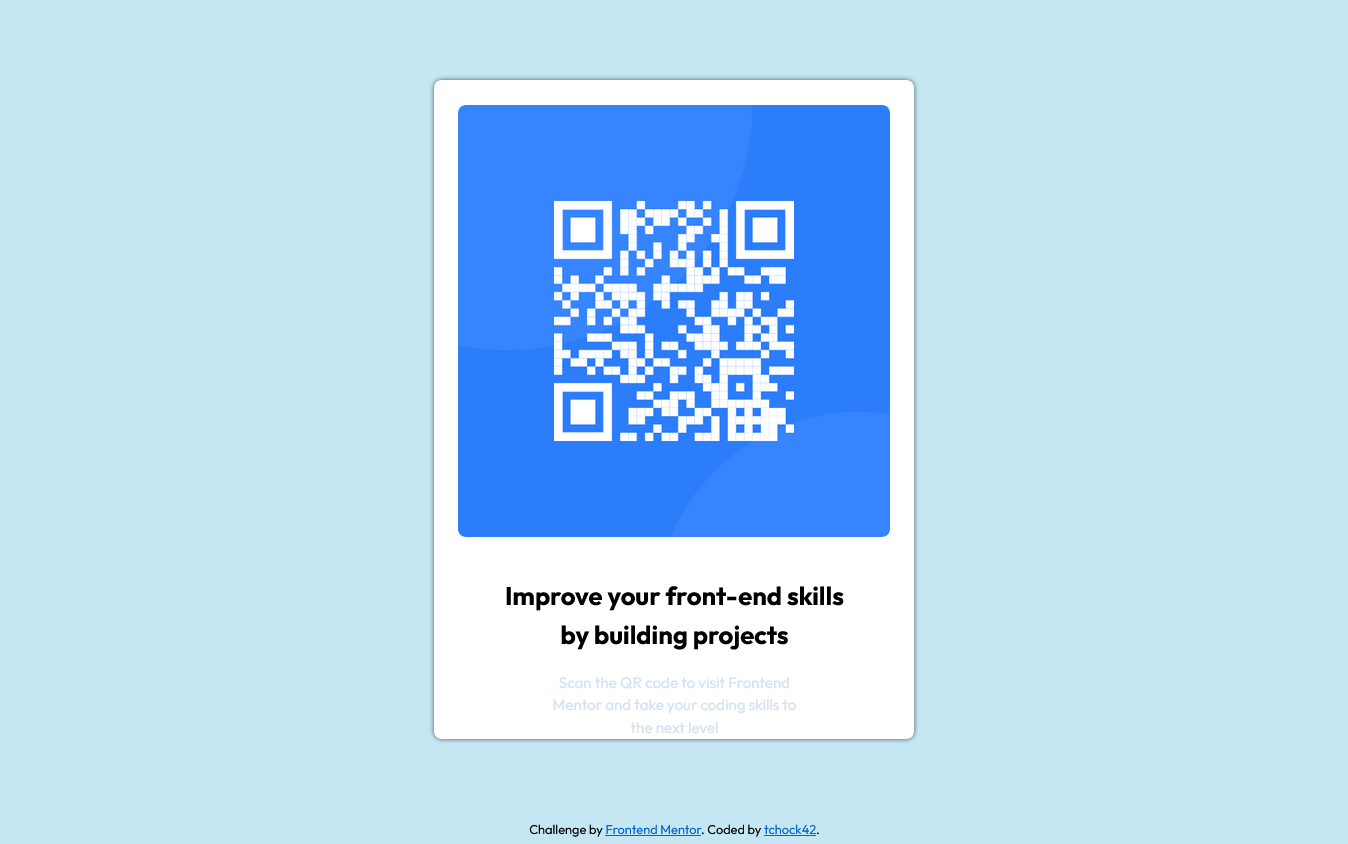 Improve your front-end skills
by building projects
Scan the QR code to visit Frontend
Mentor and take your coding skills to
the next level
Challenge by Frontend Mentor. Coded by tchock42.